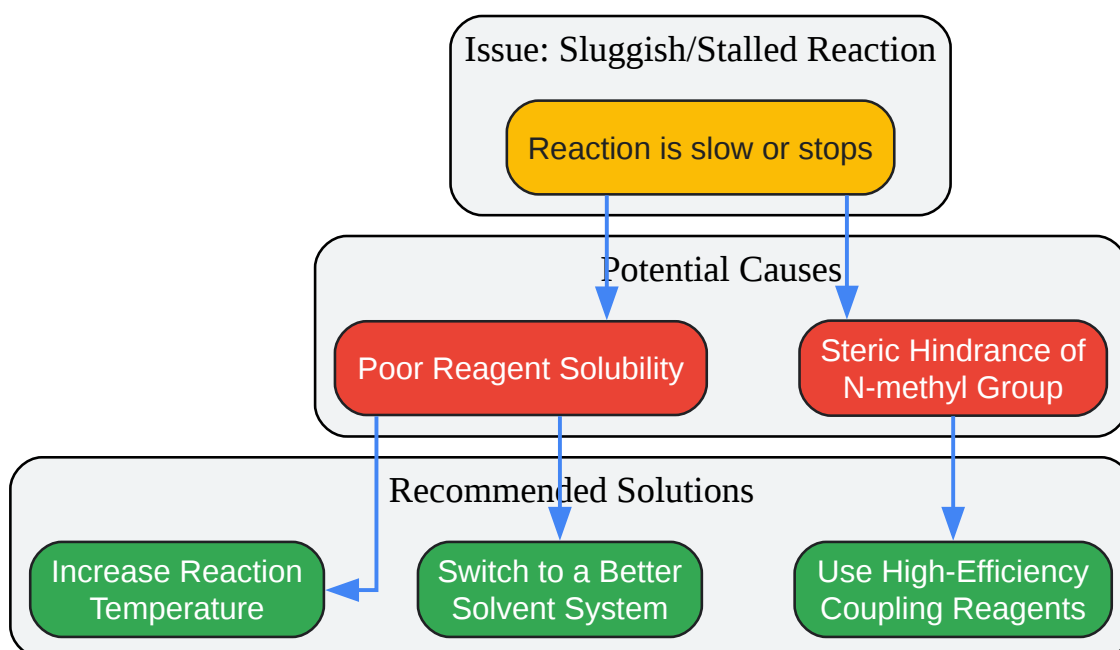 Issue: Sluggish/Stalled Reaction
Reaction is slow or stops
Potential Causes
Poor Reagent Solubility
Steric Hindrance of
N-methyl Group
Recommended Solutions
Increase Reaction
Temperature
Switch to a Better
Solvent System
Use High-Efficiency
Coupling Reagents